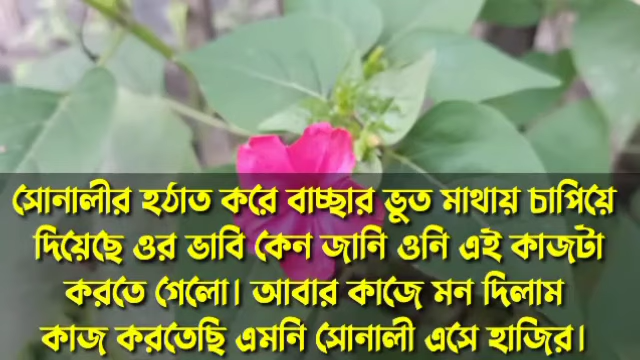 সোনালীর হঠাত করে বাচ্ছার ভুত মাথায় চাপিয়ে
দিয়েছে ওর ভাবি কেন জানি ওনি এই কাজটা
করতে গেলো। আবার কাজে মন দিলাম
কাজ করতেছি এমনি সোনালী এসে হাজির।